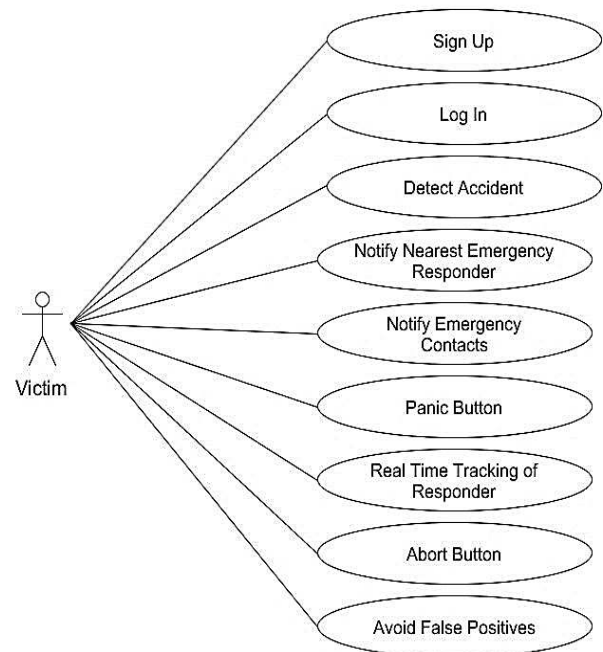 Sign Up
Log In
Detect Accident
Notify Nearest Emergency
Responder
Notify Emergency
Contacts
Victim
Panic Button
Real Time Tracking of
Responder
Abort Button
Avoid False Positives